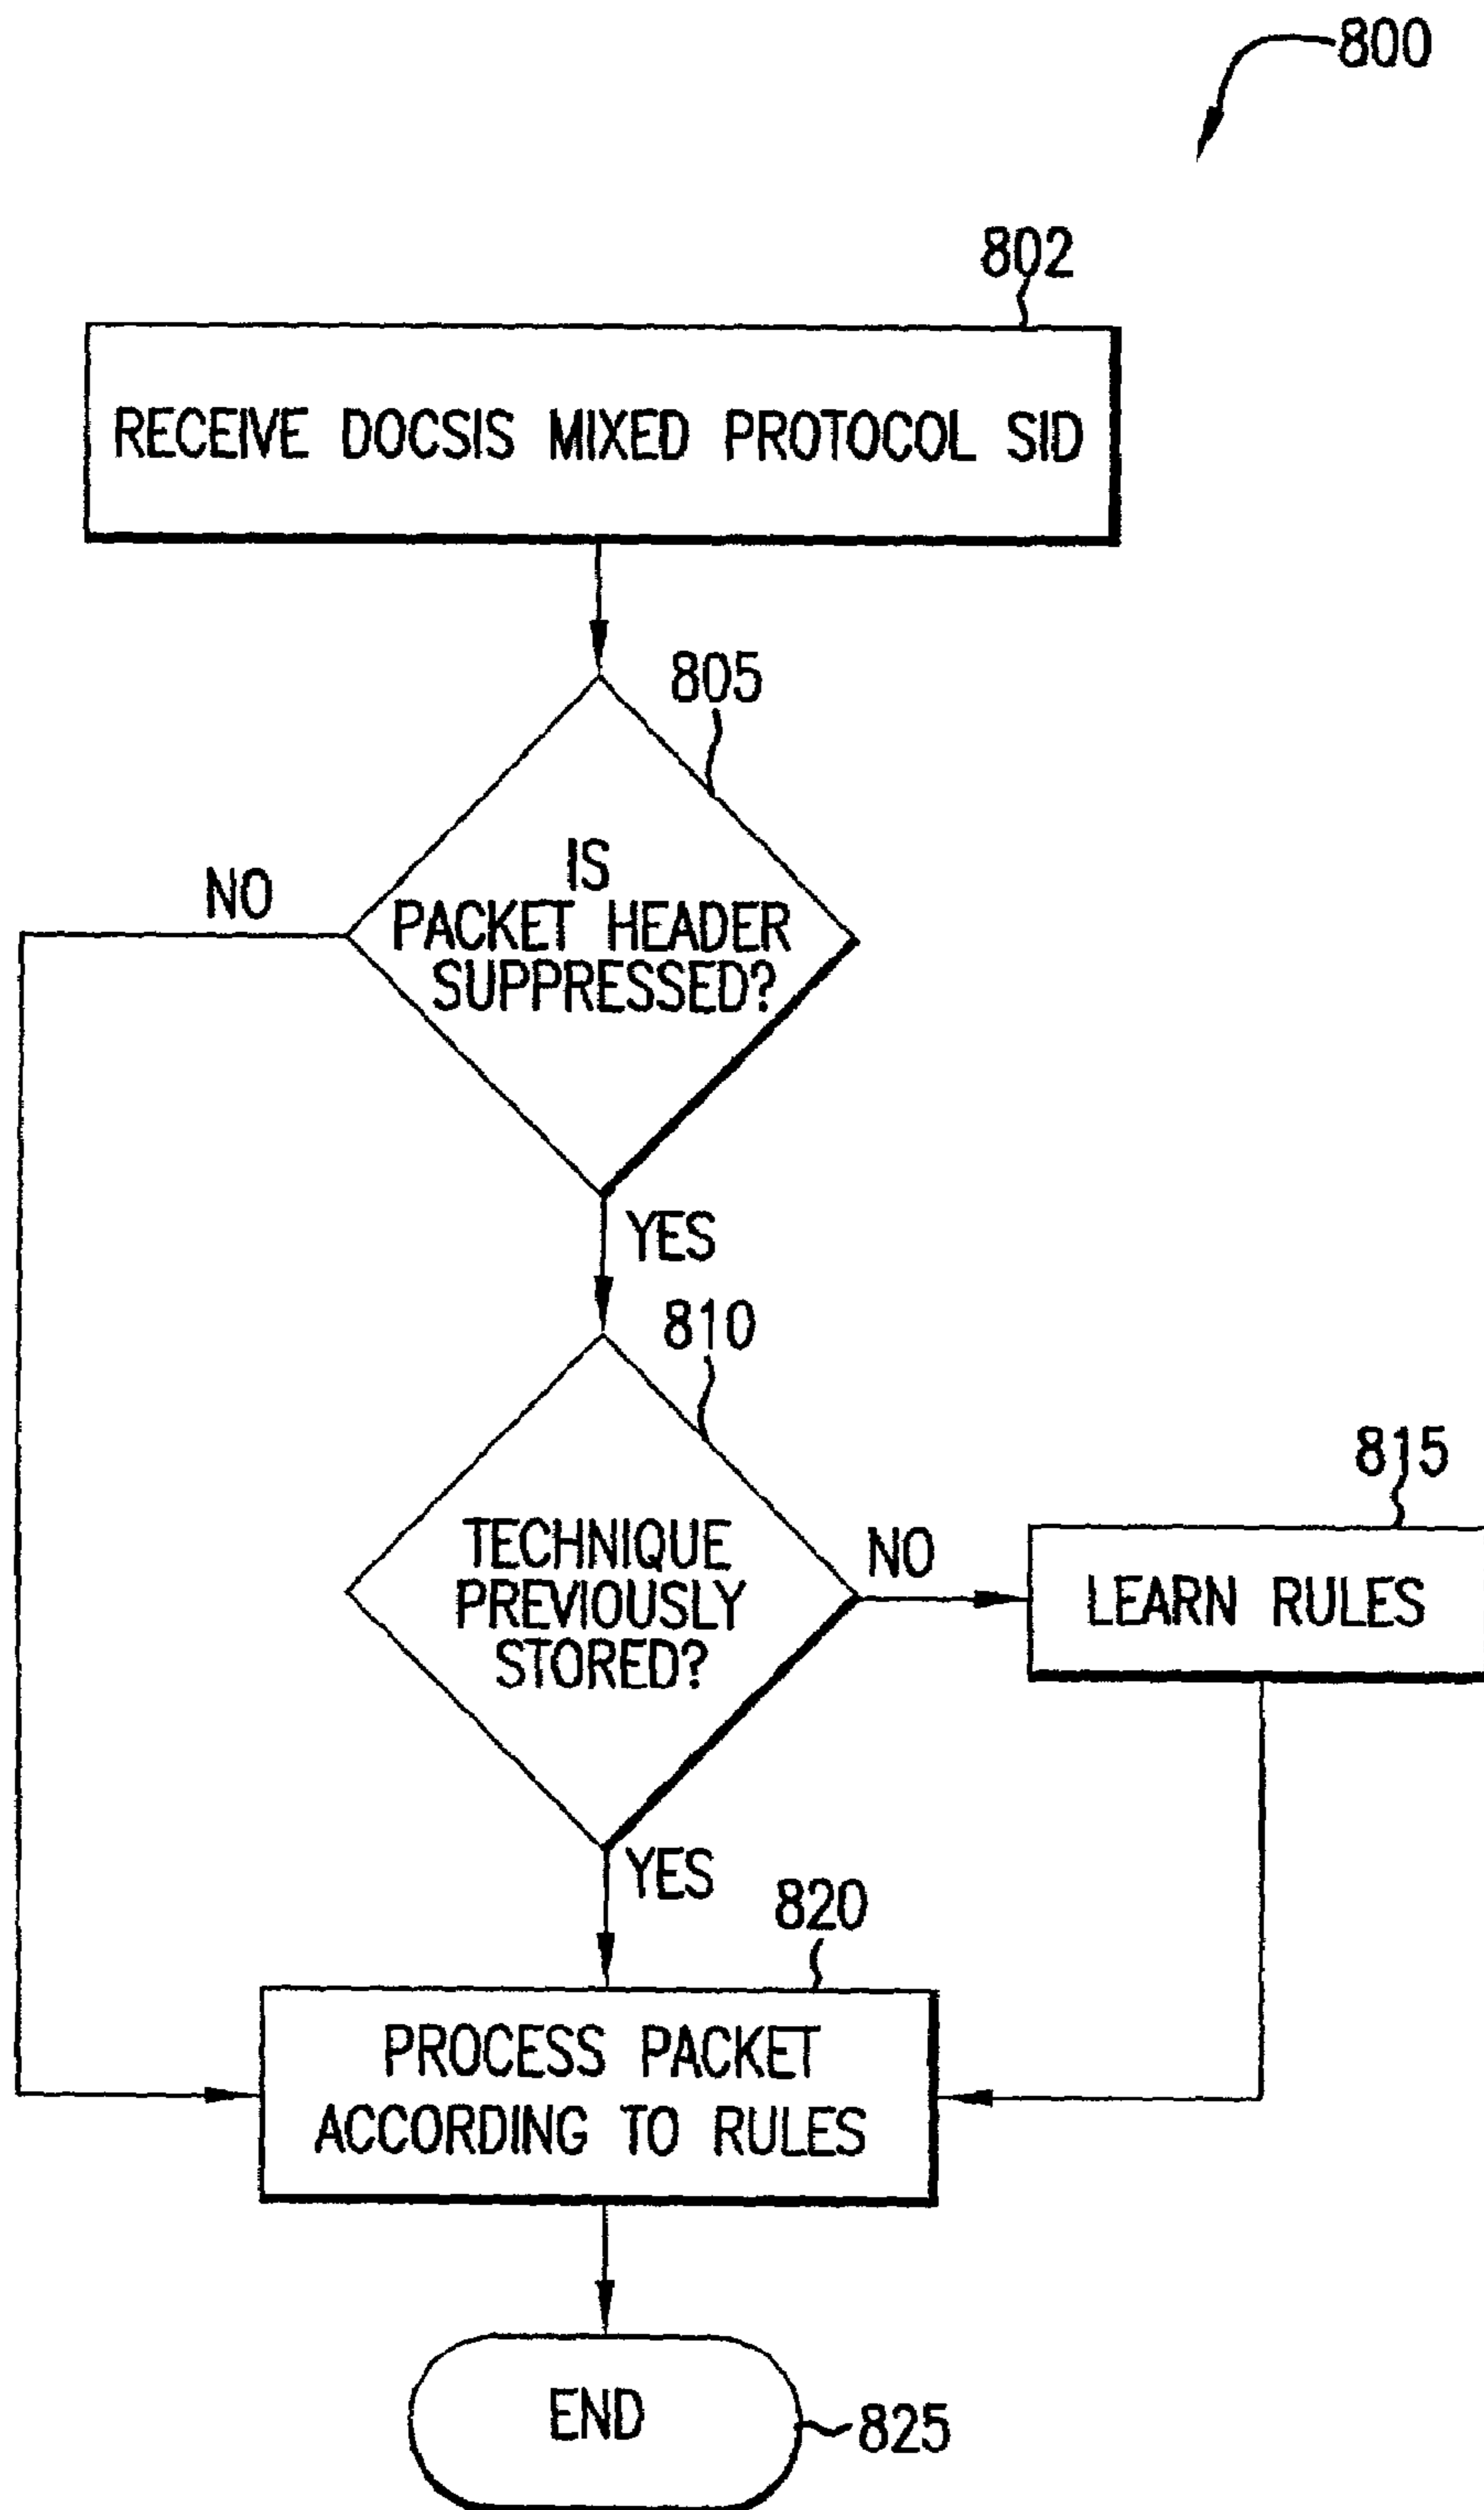 800
802
RECEIVE DOCSIS MIXED PROTOCOL SID
805
IS
PACKET HEADER
SUPPRESSED?
NO
YES
810
TECHNIQUE
PREVIOUSLY
STORED?
NO
815
LEARN RULES
YES
820
PROCESS PACKET
ACCORDING TO RULES
END
825